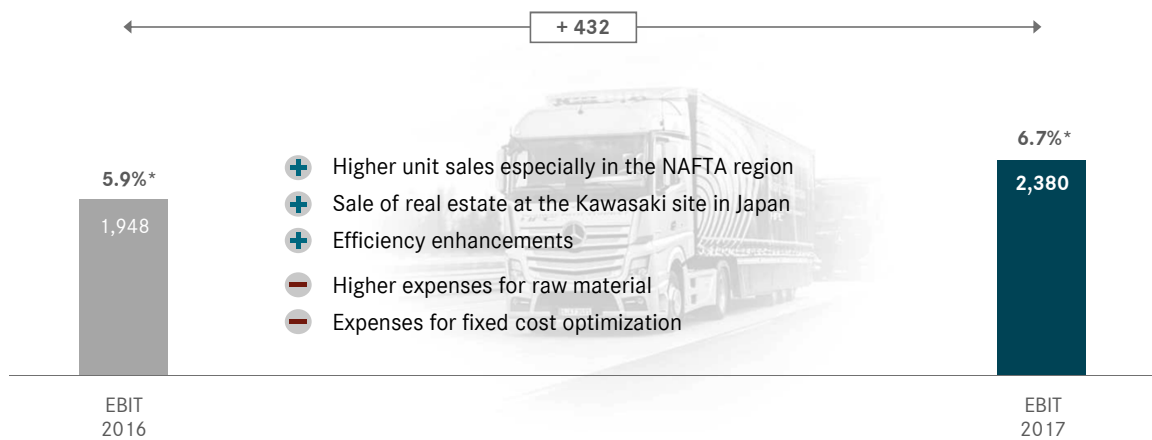 + 432
5.9%*
1,948
Higher unit sales especially in the NAFTA region
Sale of real estate at the Kawasaki site in Japan
Efficiency enhancements
Higher expenses for raw material
Expenses for fixed cost optimization
6.7%*
2,380
EBIT
2016
EBIT
2017